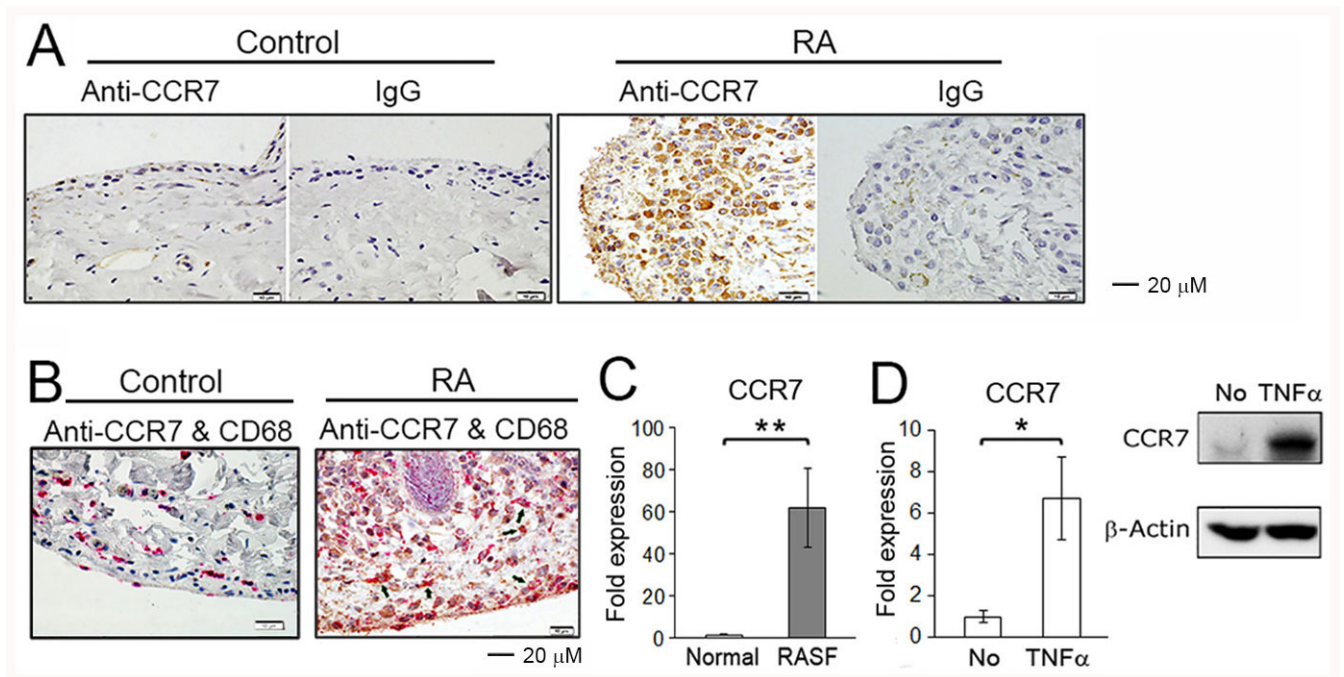 A
Control
RA
Anti-CCR7
IgG
Anti-CCR7
IgG
20 μM
B
Control
RA
Anti-CCR7 & CD68
Anti-CCR7 & CD68
20 μM
C
CCR7
**
Fold expression
100
80
60
40
20
0
Normal
RASF
D
CCR7
*
Fold expression
10
8
6
4
2
0
No
TNFα
No TNFα
CCR7
β-Actin